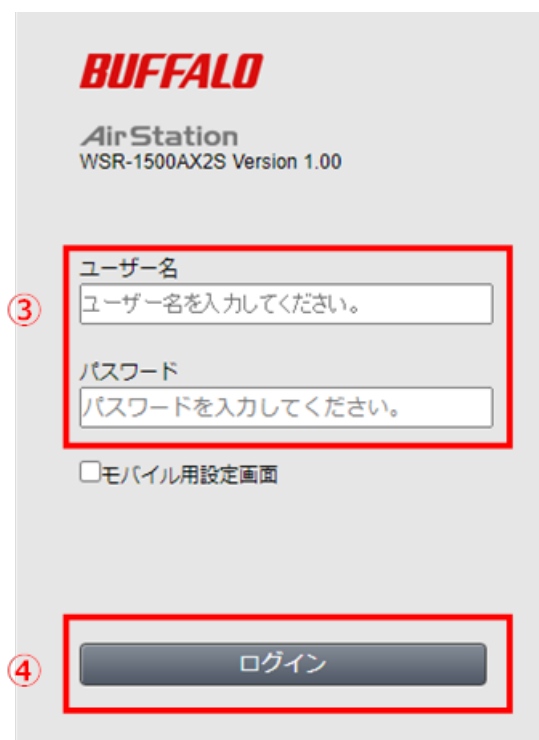 BUFFALO
AirStation
WSR-1500AX2S Version 1.00
ユーザー名
③
ユーザー名を入力してください。
パスワード
パスワードを入力してください。
モバイル用設定画面
④
ログイン